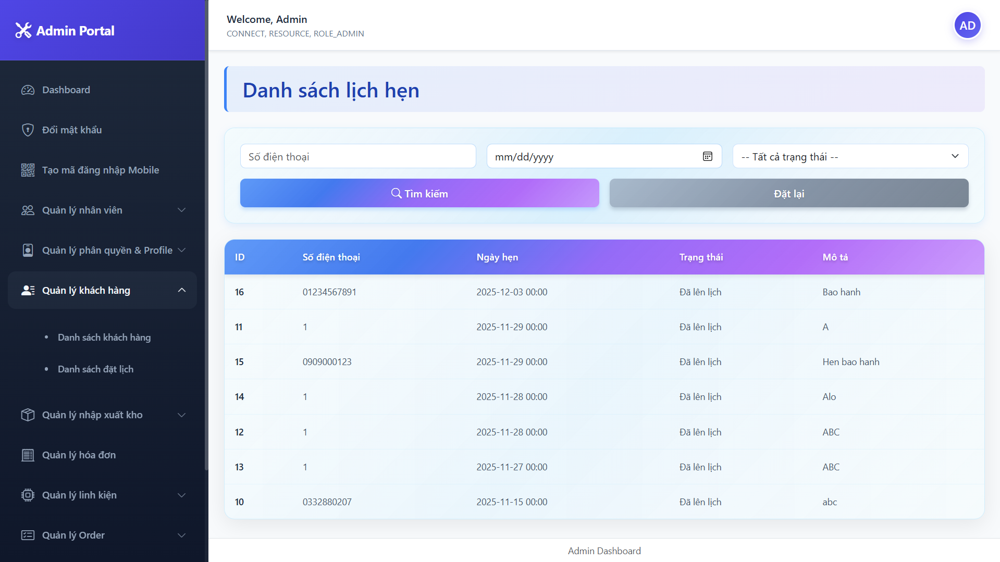 Admin Portal
Dashboard
Đổi mật khẩu
Tạo mã đăng nhập Mobile
Quản lý nhân viên
Quản lý phân quyền & Profile
Quản lý khách hàng
• Danh sách khách hàng
• Danh sách đặt lịch
Quản lý nhập xuất kho
Quản lý hóa đơn
Quản lý linh kiện
Quản lý Order
Welcome, Admin
CONNECT, RESOURCE, ROLE_ADMIN
AD
Danh sách lịch hẹn
Số điện thoại mm/dd/yyyy -- Tất cả trạng thái --
Tìm kiếm Đặt lại
ID Số điện thoại Ngày hẹn Trạng thái Mô tả
16 01234567891 2025-12-03 00:00 Đã lên lịch Bao hanh
11 1 2025-11-29 00:00 Đã lên lịch A
15 0909000123 2025-11-29 00:00 Đã lên lịch Hen bao hanh
14 1 2025-11-28 00:00 Đã lên lịch Alo
12 1 2025-11-28 00:00 Đã lên lịch ABC
13 1 2025-11-27 00:00 Đã lên lịch ABC
10 0332880207 2025-11-15 00:00 Đã lên lịch abc
Admin Dashboard